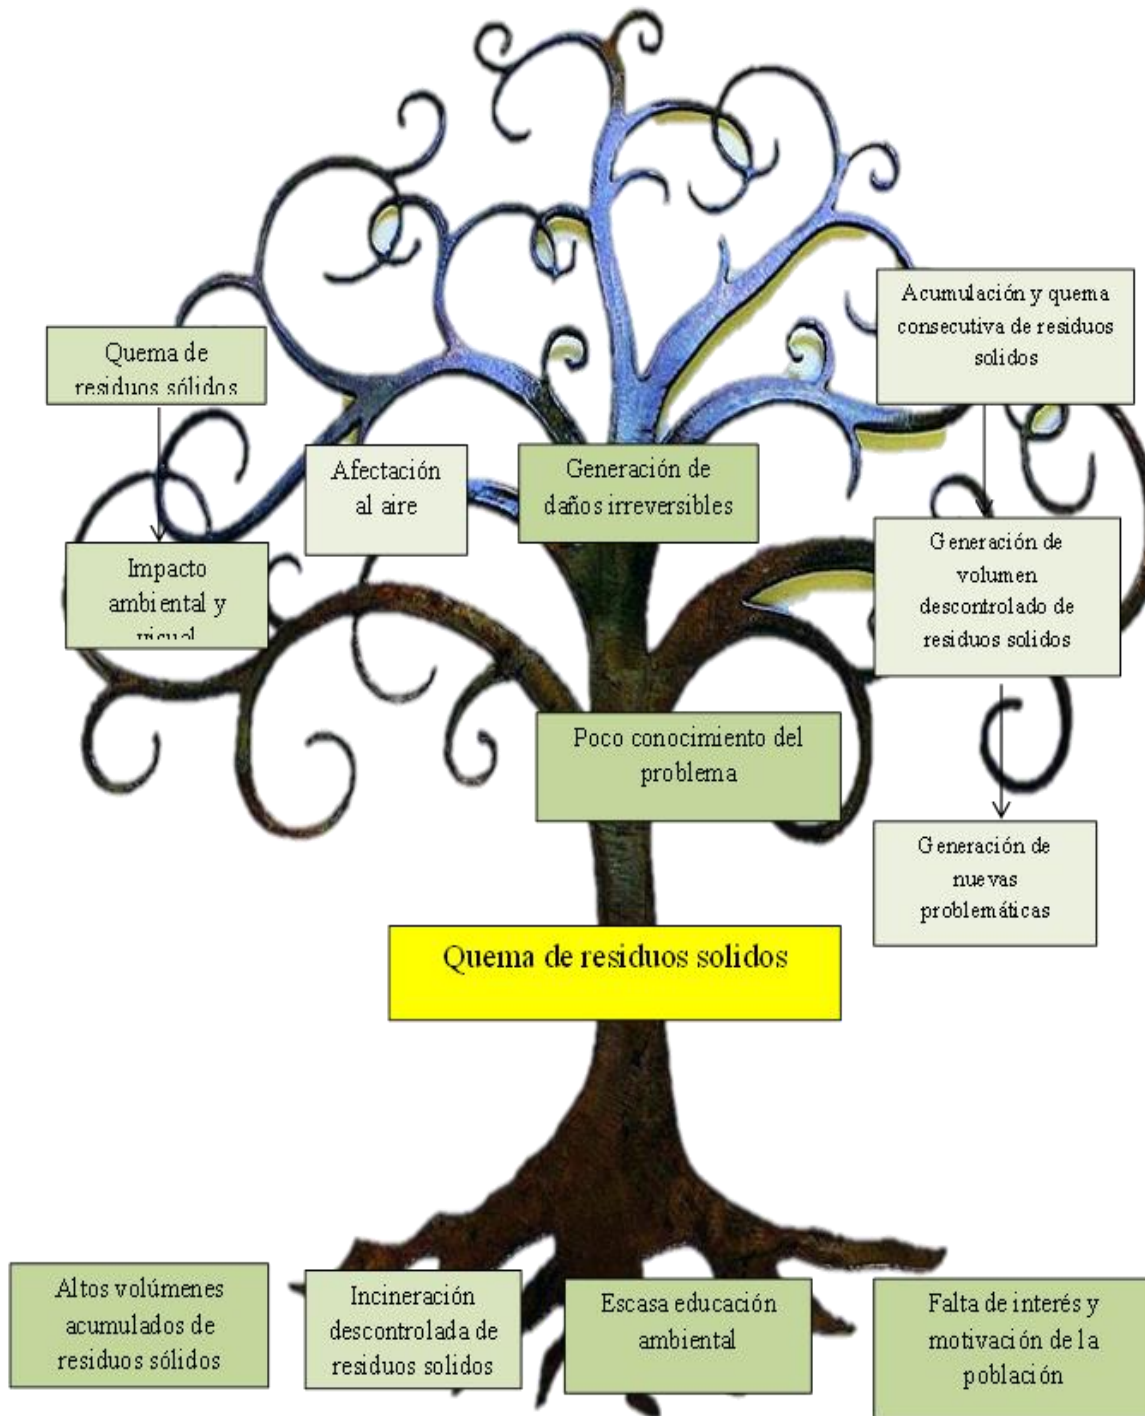 Acumulación y quema
consecutiva de residuos
solidos
Quema de
residuos sólidos
Afectación
al aire
Generación de
daños irreversibles
Impacto
ambiental y
visual
Generación de
volumen
descontrolado de
residuos solidos
Poco conocimiento del
problema
Generación de
nuevas
problemáticas
Quema de residuos solidos
Altos volúmenes
acumulados de
residuos sólidos
Incineración
descontrolada de
residuos solidos
Escasa educación
ambiental
Falta de interés y
motivación de la
población